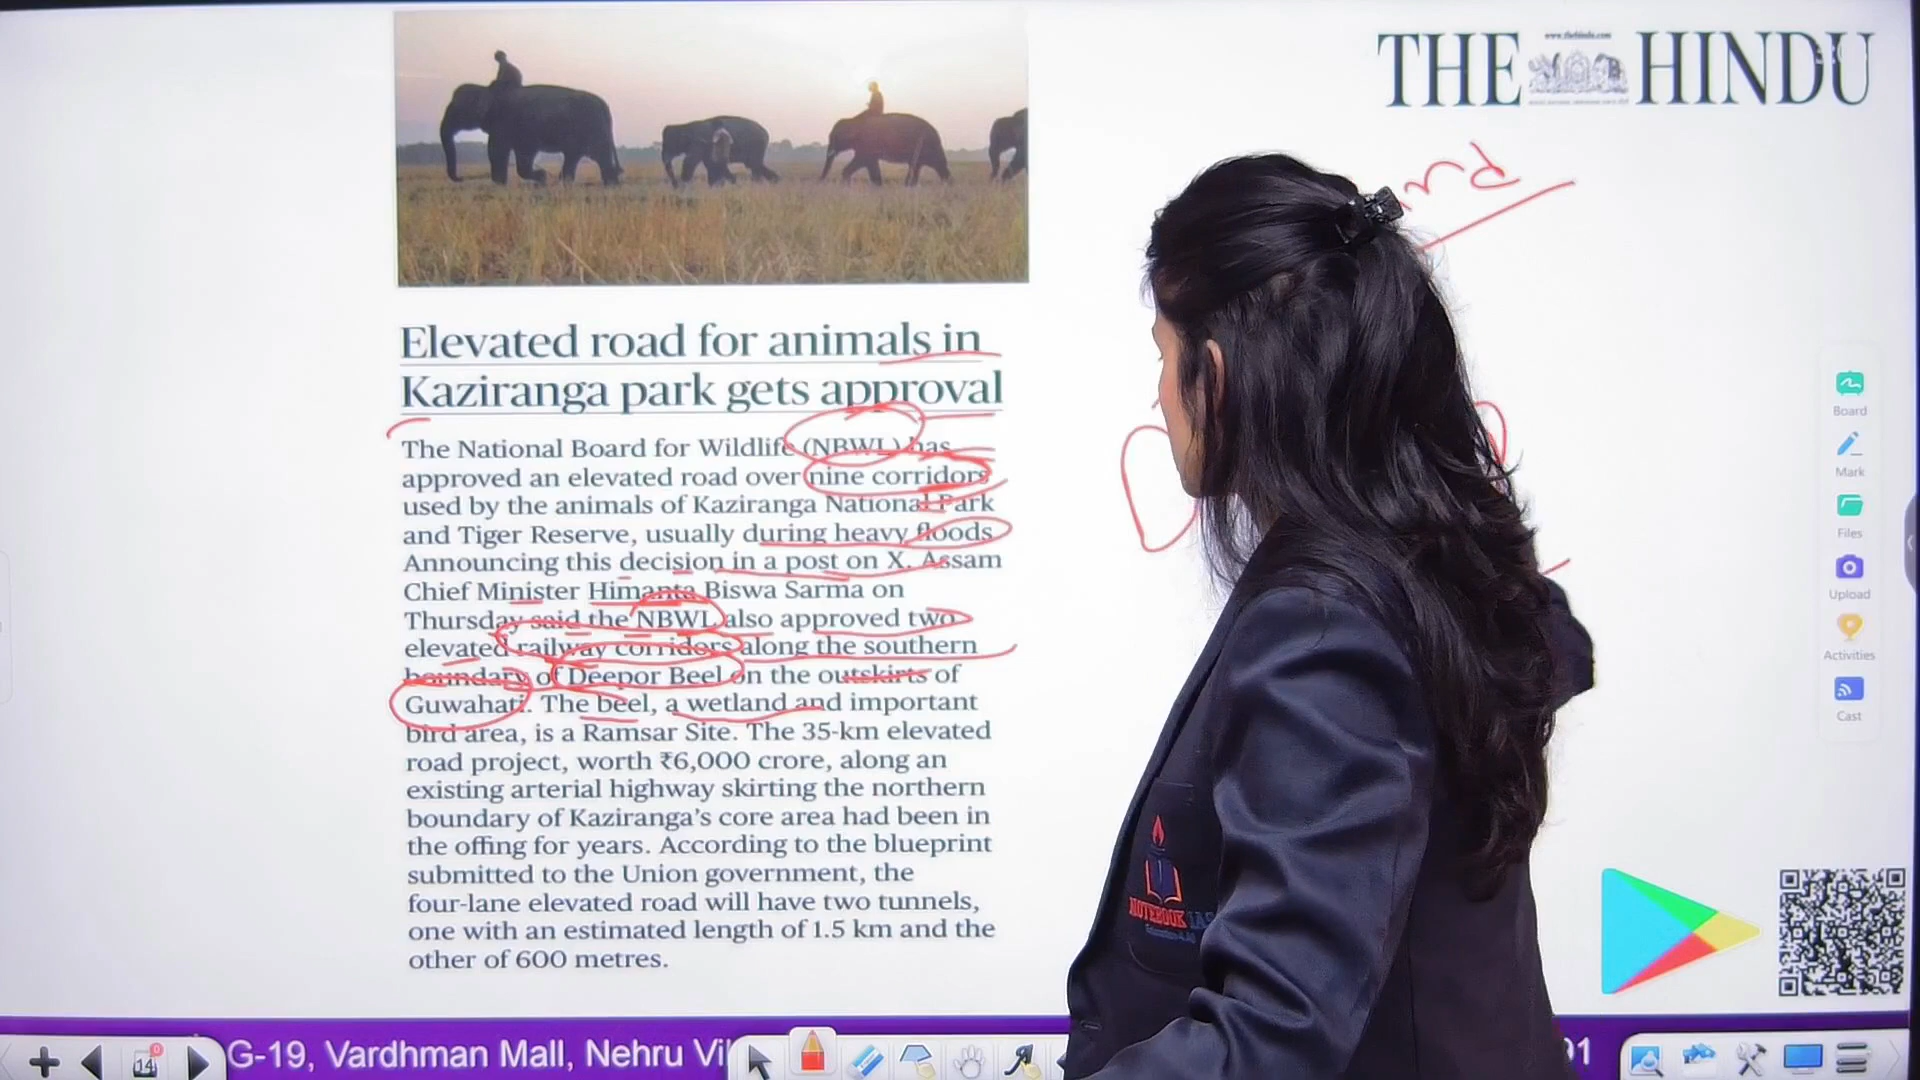 www.thehindu.com
THE HINDU
Elevated road for animals in
Kaziranga park gets approval
The National Board for Wildlife (NBWL) has
approved an elevated road over nine corridors
used by the animals of Kaziranga National Park
and Tiger Reserve, usually during heavy floods
Announcing this decision in a post on X. Assam
Chief Minister Himanta Biswa Sarma on
Thursday said the NBWL also approved two
elevated railway corridors along the southern
boundary of Deepor Beel on the outskirts of
Guwahati. The beel, a wetland and important
bird area, is a Ramsar Site. The 35-km elevated
road project, worth ₹6,000 crore, along an
existing arterial highway skirting the northern
boundary of Kaziranga's core area had been in
the offing for years. According to the blueprint
submitted to the Union government, the
four-lane elevated road will have two tunnels,
one with an estimated length of 1.5 km and the
other of 600 metres.
Board
Mark
Files
Upload
Activities
Cast
NOTEBOOK IAS
14
G-19, Vardhman Mall, Nehru